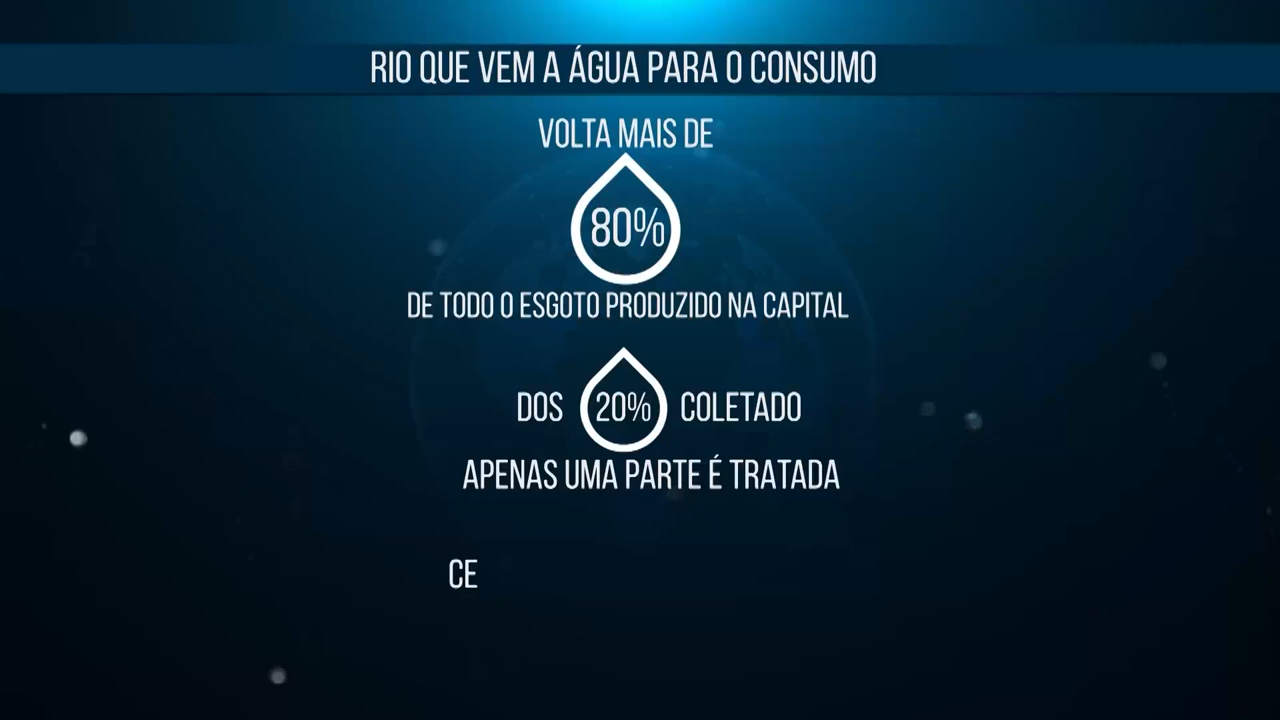 RIO QUE VEM A ÁGUA PARA O CONSUMO
VOLTA MAIS DE
80%
DE TODO O ESGOTO PRODUZIDO NA CAPITAL
DOS 20% COLETADO
APENAS UMA PARTE É TRATADA
CE